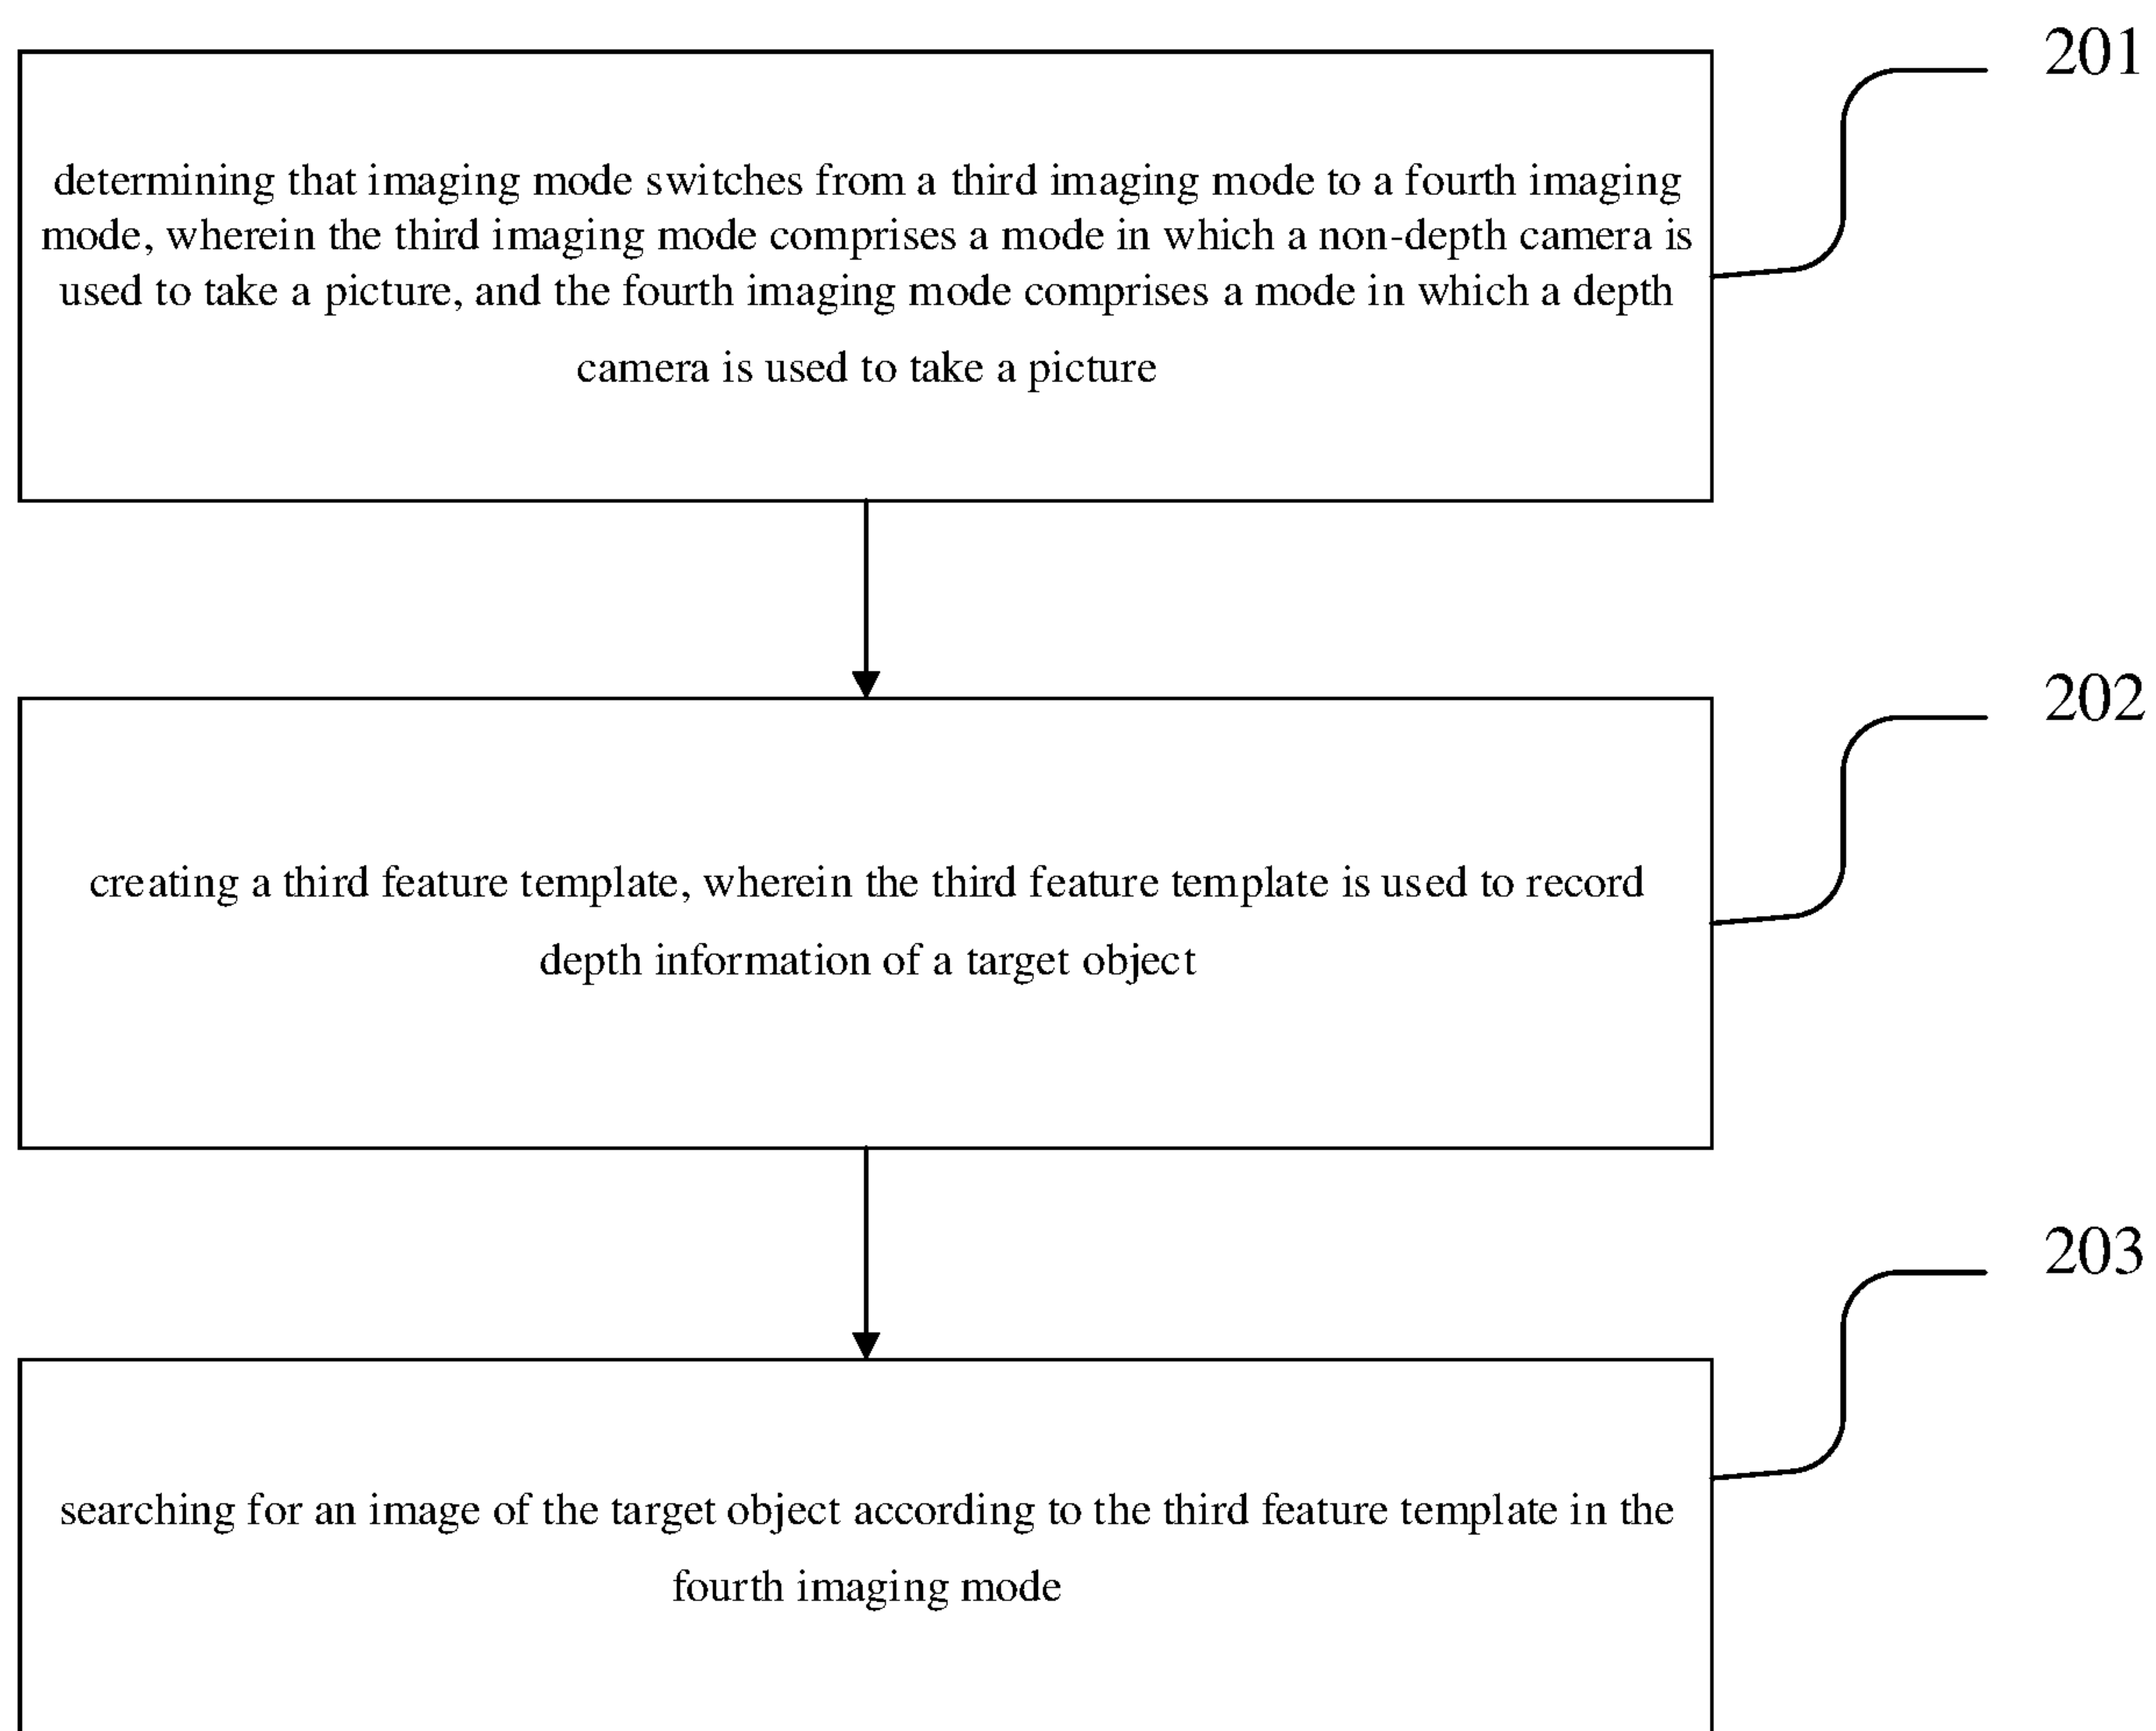 201
determining that imaging mode switches from a third imaging mode to a fourth imaging
mode, wherein the third imaging mode comprises a mode in which a non-depth camera is
used to take a picture, and the fourth imaging mode comprises a mode in which a depth
camera is used to take a picture
202
creating a third feature template, wherein the third feature template is used to record
depth information of a target object
203
searching for an image of the target object according to the third feature template in the
fourth imaging mode